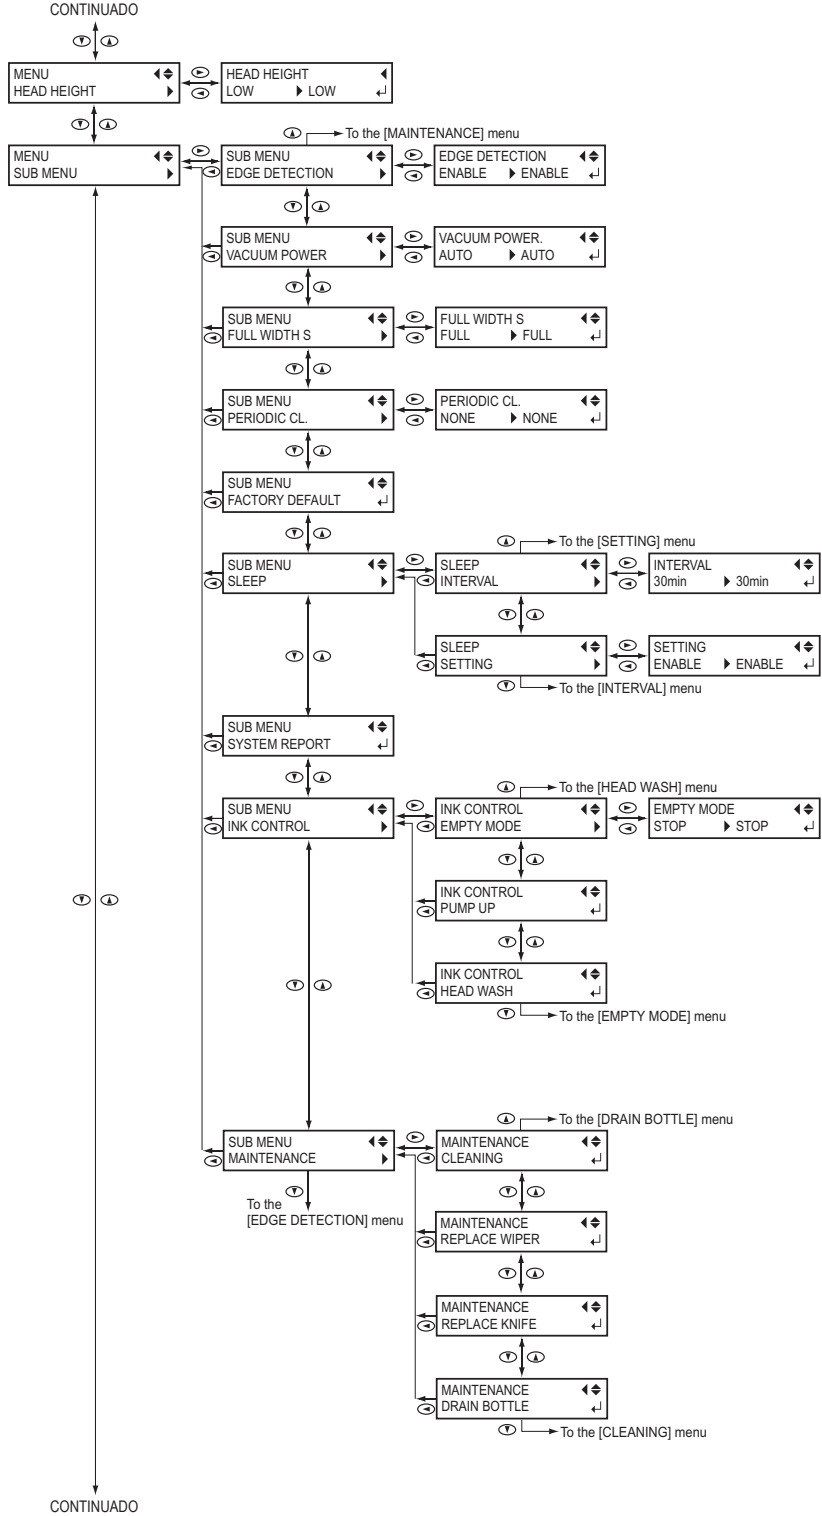 CONTINUADO
MENU
HEAD HEIGHT
HEAD HEIGHT
LOW LOW
To the [MAINTENANCE] menu
MENU
SUB MENU
SUB MENU
EDGE DETECTION
EDGE DETECTION
ENABLE ENABLE
SUB MENU
VACUUM POWER
VACUUM POWER.
AUTO AUTO
SUB MENU
FULL WIDTH S
FULL WIDTH S
FULL FULL
SUB MENU
PERIODIC CL.
PERIODIC CL.
NONE NONE
SUB MENU
FACTORY DEFAULT
To the [SETTING] menu
SUB MENU
SLEEP
SLEEP
INTERVAL
INTERVAL
30min 30min
SLEEP
SETTING
SETTING
ENABLE ENABLE
To the [INTERVAL] menu
SUB MENU
SYSTEM REPORT
To the [HEAD WASH] menu
SUB MENU
INK CONTROL
INK CONTROL
EMPTY MODE
EMPTY MODE
STOP STOP
INK CONTROL
PUMP UP
INK CONTROL
HEAD WASH
To the [EMPTY MODE] menu
To the [DRAIN BOTTLE] menu
SUB MENU
MAINTENANCE
MAINTENANCE
CLEANING
To the
[EDGE DETECTION] menu
MAINTENANCE
REPLACE WIPER
MAINTENANCE
REPLACE KNIFE
MAINTENANCE
DRAIN BOTTLE
To the [CLEANING] menu
CONTINUADO